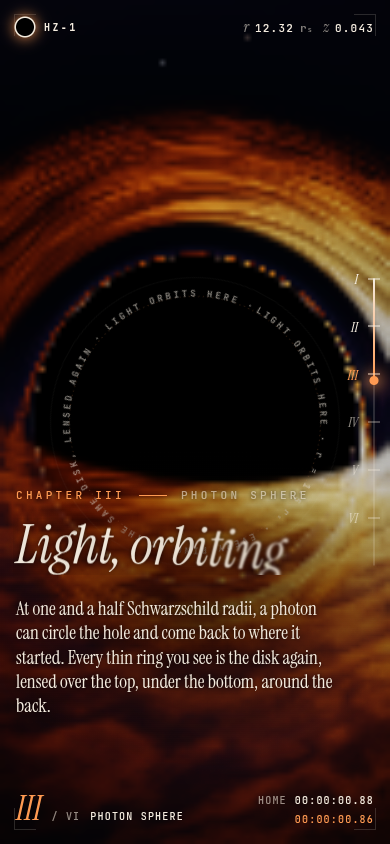 HZ-1
r 12.32 rₛ z 0.043
LIGHT ORBITS HERE · LIGHT ORBITS HERE ·
DISK, LENSED AGAIN ·
HE SAME
I
II
III
IV
V
VI
CHAPTER III — PHOTON SPHERE
Light, orbiting
At one and a half Schwarzschild radii, a photon
can circle the hole and come back to where it
started. Every thin ring you see is the disk again,
lensed over the top, under the bottom, around the
back.
III / VI PHOTON SPHERE
HOME 00:00:00.88
00:00:00.86